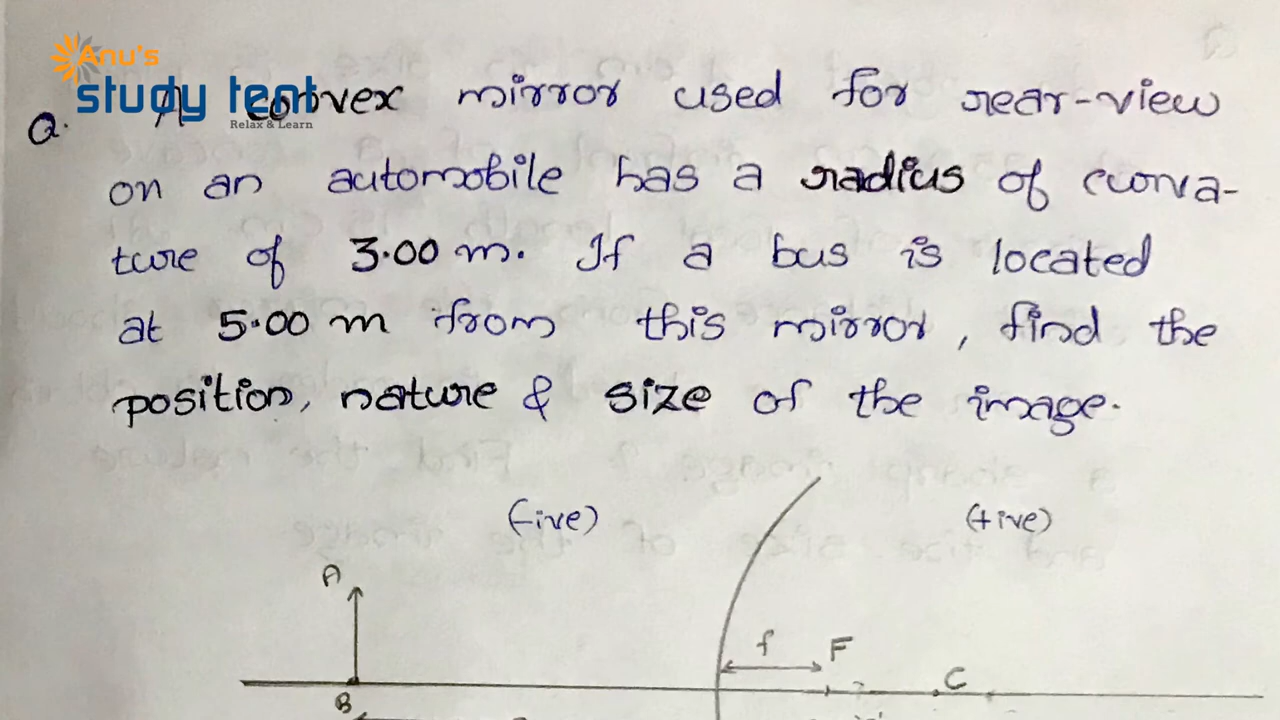 Anu's
study tent
Relax & Learn
Q. A convex mirror used for rear-view
on an automobile has a radius of curva-
ture of 3.00 m. If a bus is located
at 5.00 m from this mirror, find the
position, nature & size of the image.
(-ive) (+ive)
A
f F
C
B